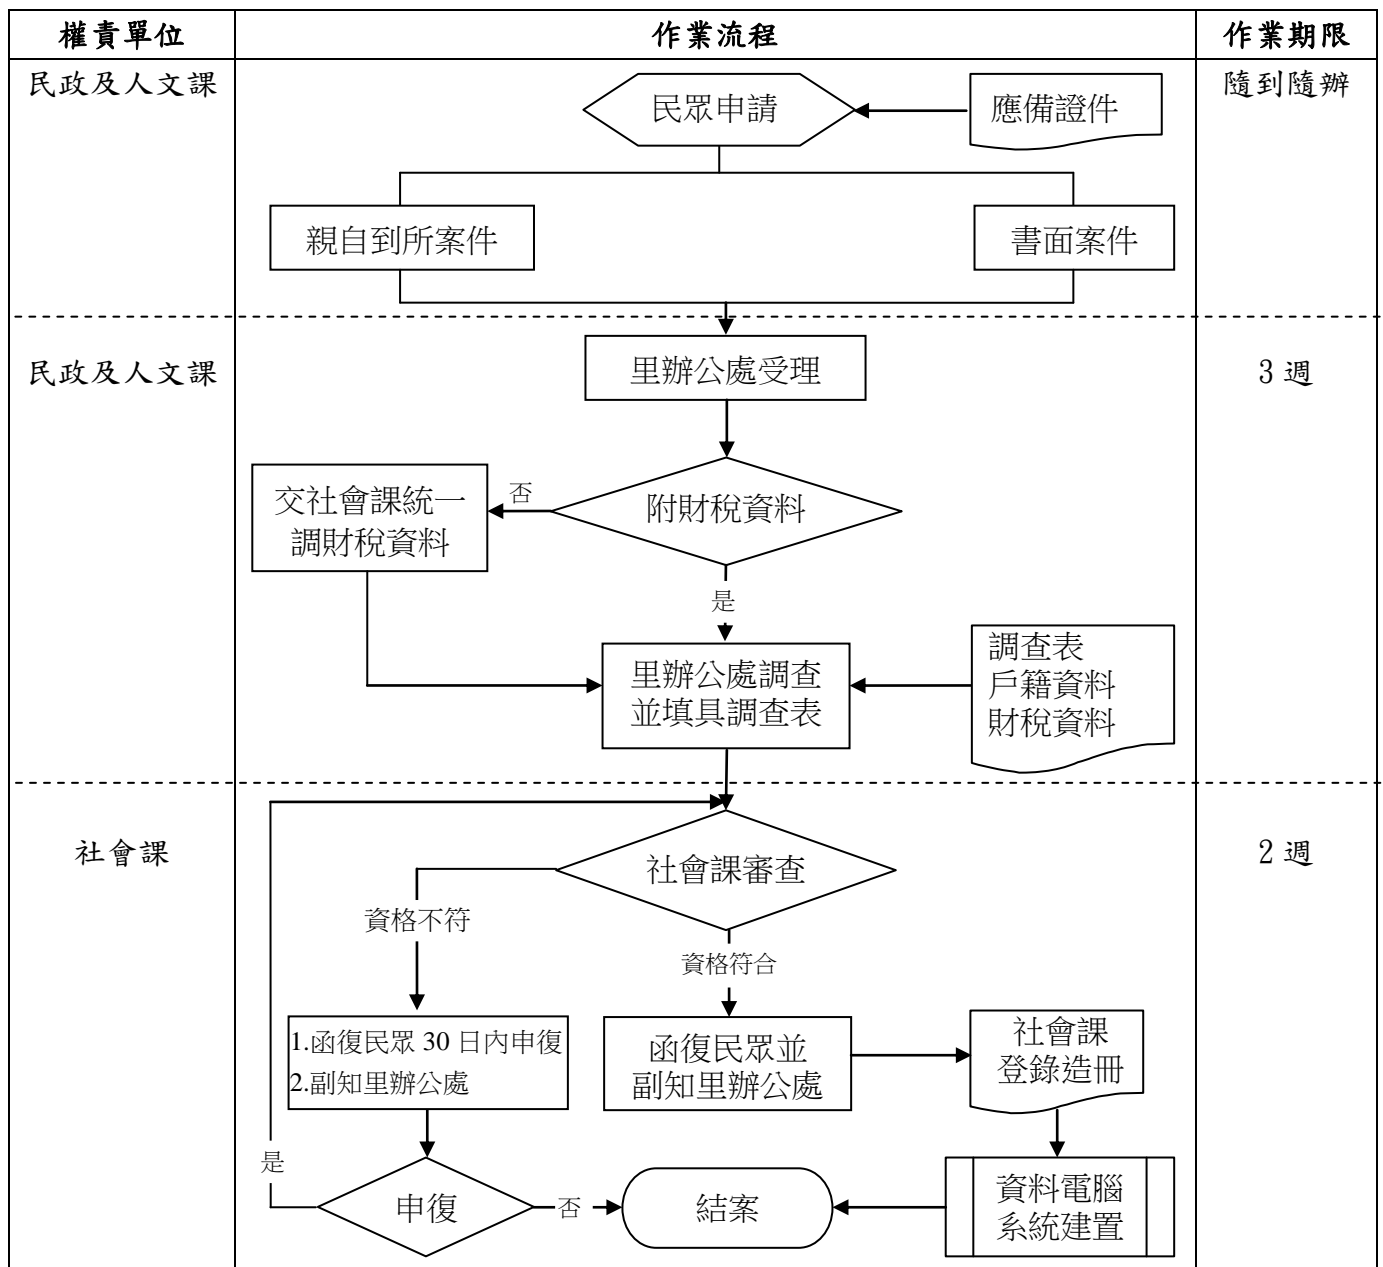 權責單位
作業流程
作業期限
民政及人文課
民眾申請
應備證件
隨到隨辦
親自到所案件
書面案件
民政及人文課
里辦公處受理
3 週
交社會課統一
調財稅資料
否
附財稅資料
是
里辦公處調查
並填具調查表
調查表
戶籍資料
財稅資料
社會課
社會課審查
2 週
資格不符
資格符合
1.函復民眾 30 日內申復
2.副知里辦公處
函復民眾並
副知里辦公處
社會課
登錄造冊
是
申復
否
結案
資料電腦
系統建置